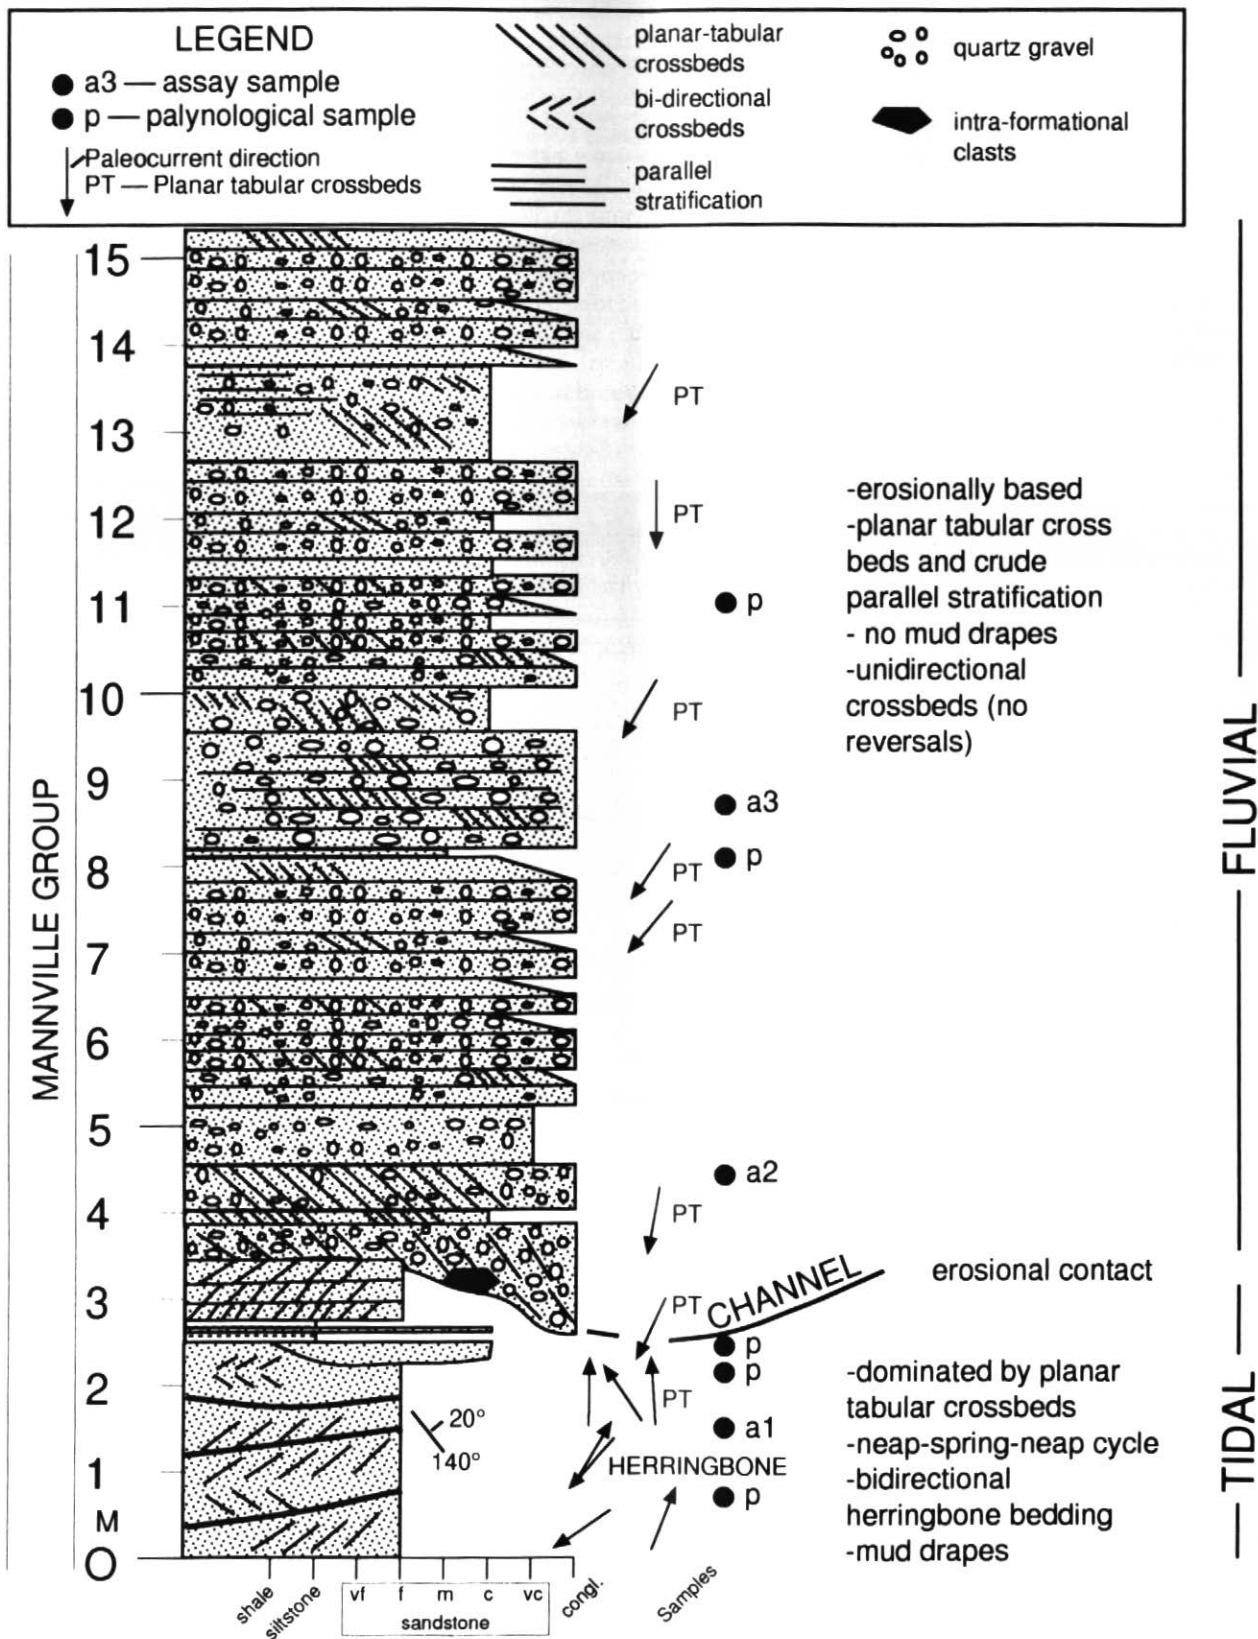 LEGEND
a3 — assay sample
p — palynological sample
Paleocurrent direction
PT — Planar tabular crossbeds
planar-tabular
crossbeds
bi-directional
crossbeds
parallel
stratification
quartz gravel
intra-formational
clasts
MANNVILLE GROUP
15
14
13
12
11
10
9
8
7
6
5
4
3
2
1
M
O
PT
PT
PT
PT
PT
PT
PT
PT
HERRINGBONE
20°
140°
p
a3
p
a2
p
p
a1
p
CHANNEL
erosional contact
-erosionally based
-planar tabular cross
beds and crude
parallel stratification
- no mud drapes
-unidirectional
crossbeds (no
reversals)
-dominated by planar
tabular crossbeds
-neap-spring-neap cycle
-bidirectional
herringbone bedding
-mud drapes
FLUVIAL
TIDAL
shale
siltstone
vf
f
m
c
vc
sandstone
congl.
Samples